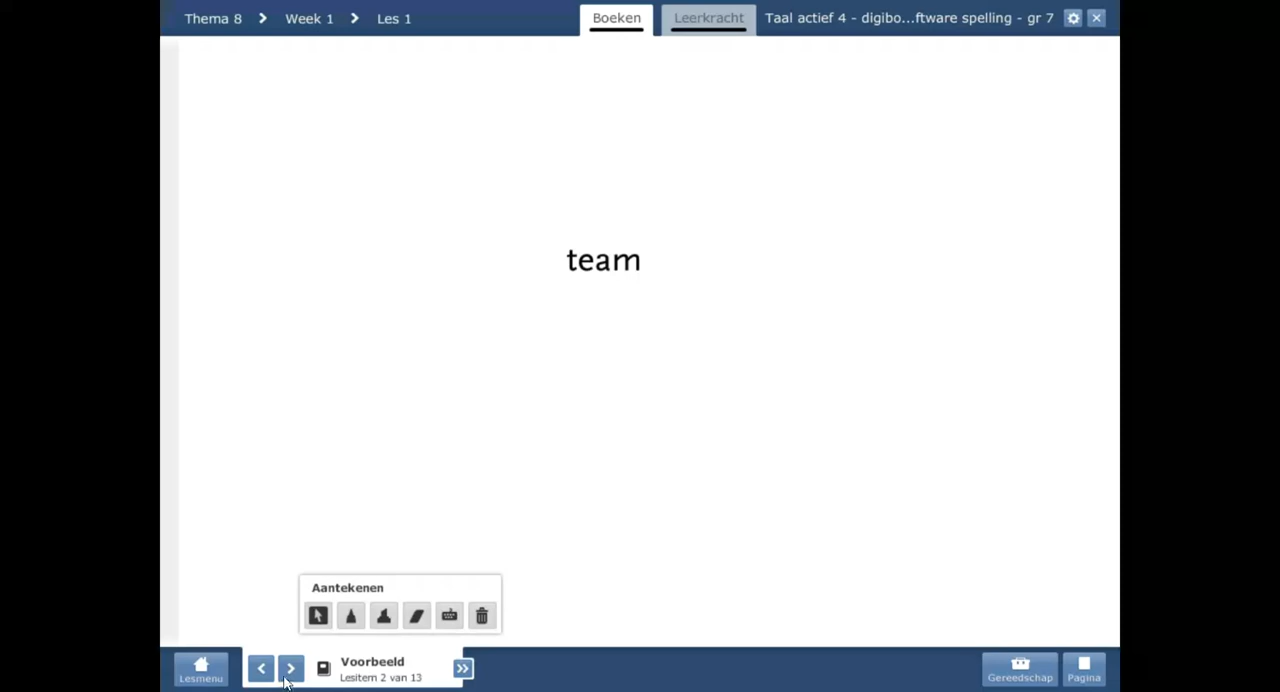 Thema 8 > Week 1 > Les 1
Boeken
Leerkracht
Taal actief 4 - digibo...ftware spelling - gr 7
team
Aantekenen
Lesmenu
Voorbeeld
Lesitem 2 van 13
Gereedschap
Pagina